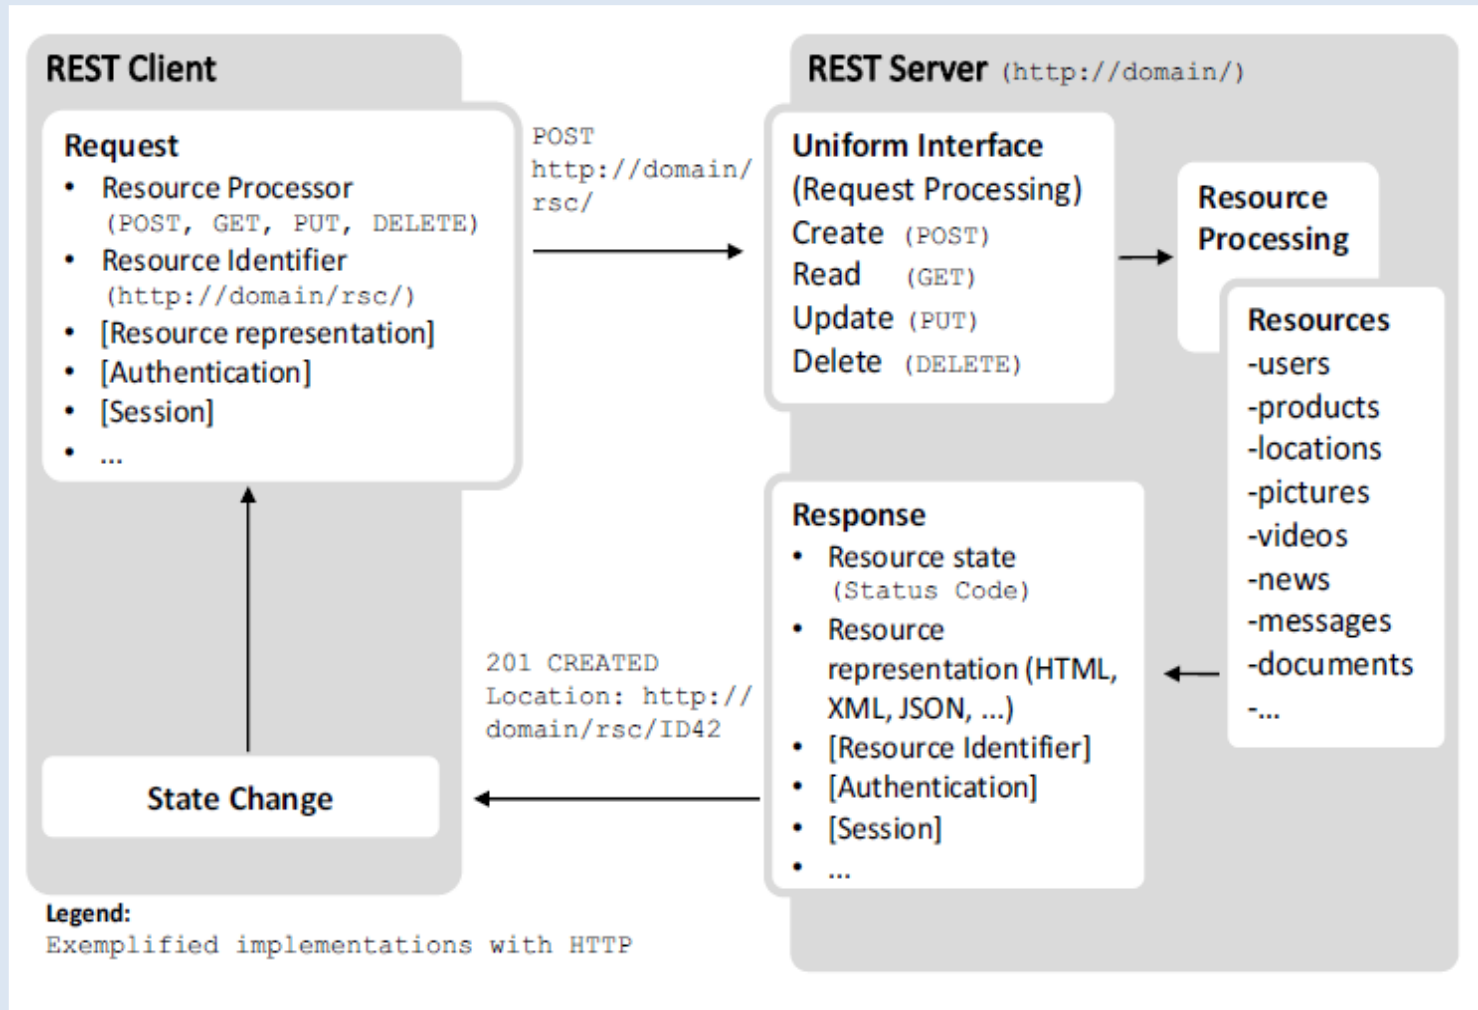 REST Client
Request
• Resource Processor
(POST, GET, PUT, DELETE)
• Resource Identifier
(http://domain/rsc/)
• [Resource representation]
• [Authentication]
• [Session]
• ...
POST
http://domain/
rsc/
REST Server (http://domain/)
Uniform Interface
(Request Processing)
Create (POST)
Read (GET)
Update (PUT)
Delete (DELETE)
Resource
Processing
Resources
-users
-products
-locations
-pictures
-videos
-news
-messages
-documents
-...
Response
• Resource state
(Status Code)
• Resource
representation (HTML,
XML, JSON, ...)
• [Resource Identifier]
• [Authentication]
• [Session]
• ...
201 CREATED
Location: http://
domain/rsc/ID42
State Change
Legend:
Exemplified implementations with HTTP